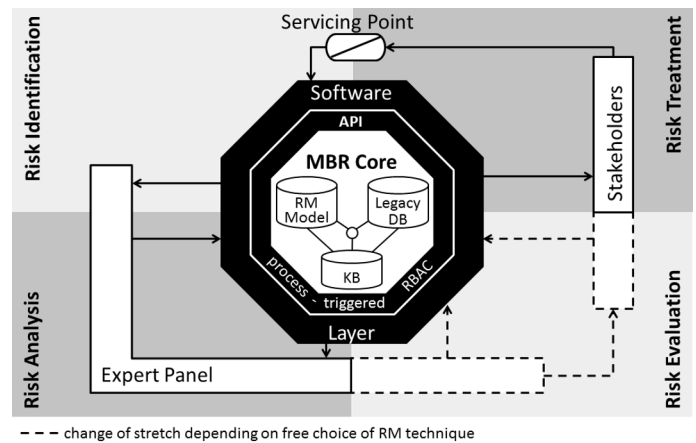 Servicing Point
Risk Identification
Risk Treatment
Software
API
MBR Core
RM
Model
Legacy
DB
KB
process - triggered
RBAC
Layer
Stakeholders
Risk Analysis
Expert Panel
Risk Evaluation
change of stretch depending on free choice of RM technique